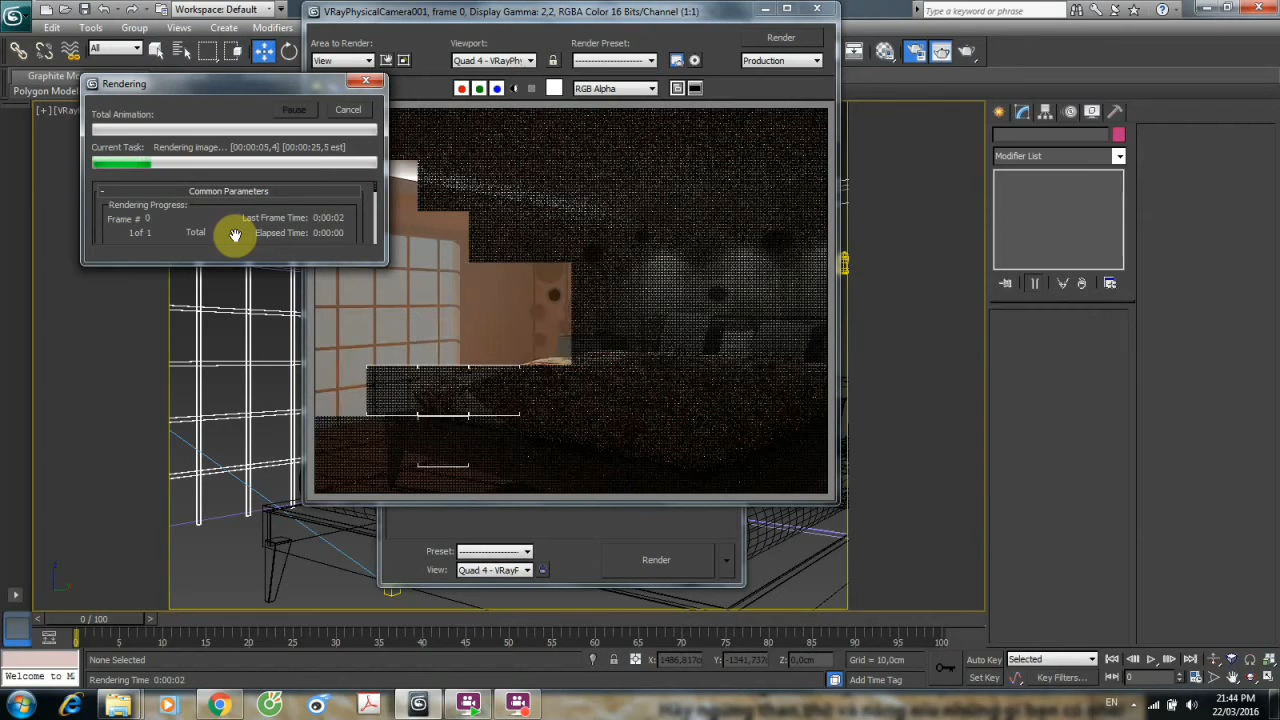 Workspace: Default
VRayPhysicalCamera001, frame 0, Display Gamma: 2,2, RGBA Color 16 Bits/Channel (1:1)
Type a keyword or phrase
Edit Tools Group Views Create Modifiers
Area to Render: Viewport: Render Preset: Render
All
View Quad 4 - VRayPh Production
Graphite Mo
Rendering
RGB Alpha
Polygon Model
Total Animation: Pause Cancel
Current Task: Rendering image... [00:00:05,4] [00:00:25,5 est]
Modifier List
Common Parameters
Rendering Progress:
Frame # 0 Last Frame Time: 0:00:02
1 of 1 Total Elapsed Time: 0:00:00
Preset:
Render
View: Quad 4 - VRayF
0 / 100
0 5 10 15 20 25 30 35 40 45 50 55 60 65 70 75 80 85 90 95 100
None Selected X: 1486,817c Y: -1341,737c Z: 0,0cm Grid = 10,0cm Auto Key Selected
Welcome to M Rendering Time 0:00:02 Add Time Tag Set Key Key Filters... 0
EN 21:44 PM
22/03/2016